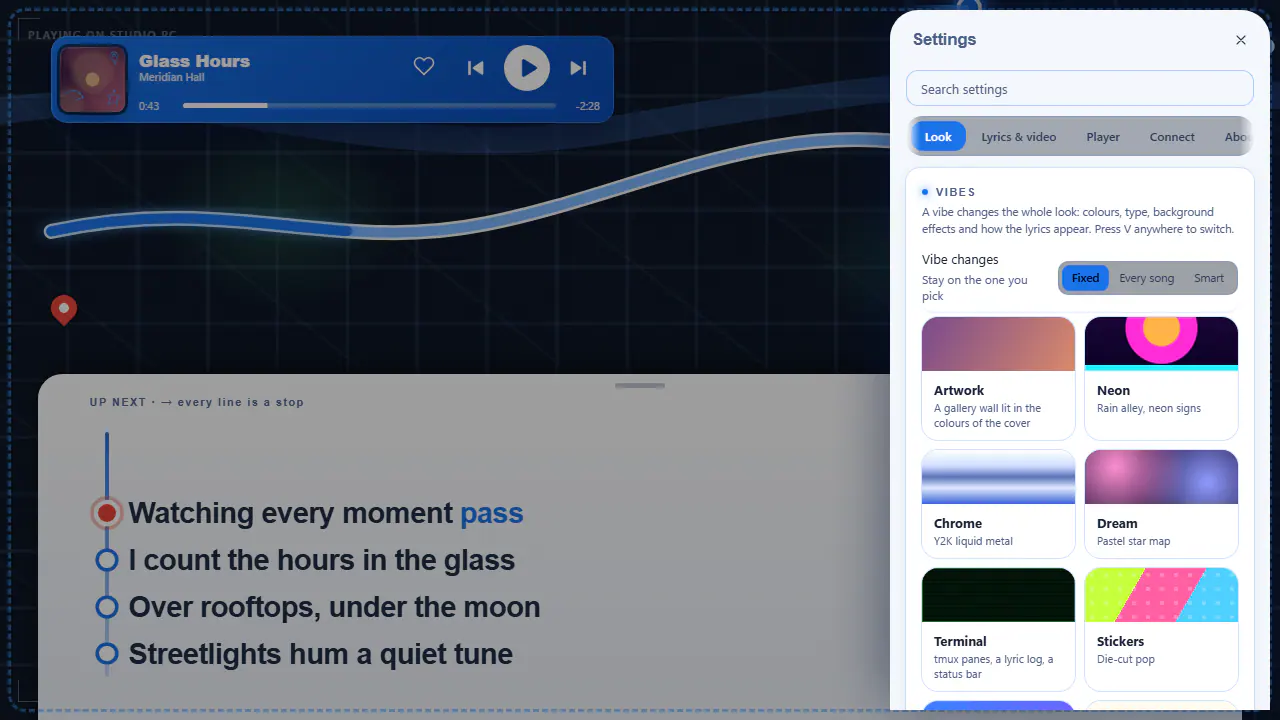 PLAYING ON STUDIO PC
Glass Hours
Meridian Hall
0:43
-2:28
UP NEXT · → every line is a stop
Watching every moment pass
I count the hours in the glass
Over rooftops, under the moon
Streetlights hum a quiet tune
Settings
Search settings
Look
Lyrics & video
Player
Connect
Abo
VIBES
A vibe changes the whole look: colours, type, background
effects and how the lyrics appear. Press V anywhere to switch.
Vibe changes
Stay on the one you
pick
Fixed
Every song
Smart
Artwork
A gallery wall lit in the
colours of the cover
Neon
Rain alley, neon signs
Chrome
Y2K liquid metal
Dream
Pastel star map
Terminal
tmux panes, a lyric log, a
status bar
Stickers
Die-cut pop